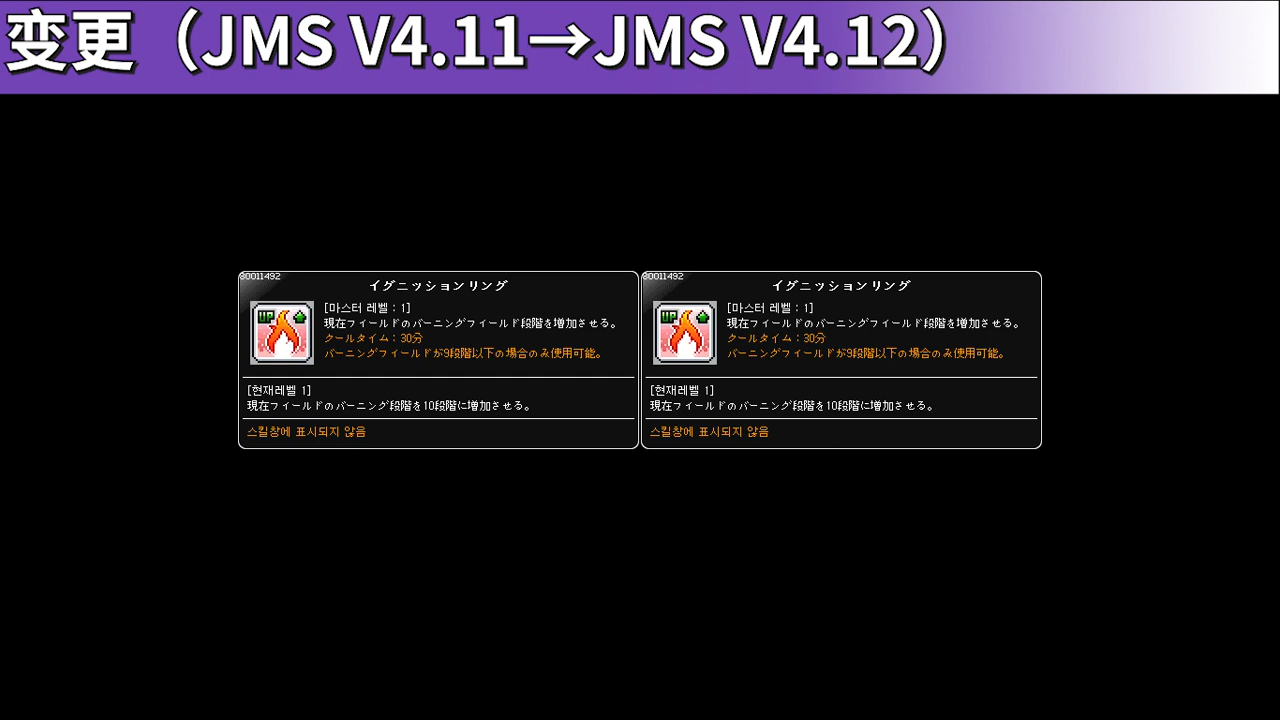 变更（JMS V4.11→JMS V4.12）
80011492
イグニッションリング
UP
[마스터 레벨 : 1]
現在フィールドのバーニングフィールド段階を増加させる。
クールタイム：30分
バーニングフィールドが9段階以下の場合のみ使用可能。
[현재레벨 1]
現在フィールドのバーニング段階を10段階に増加させる。
스킬창에 표시되지 않음
80011492
イグニッションリング
UP
[마스터 레벨 : 1]
現在フィールドのバーニングフィールド段階を増加させる。
クールタイム：30分
バーニングフィールドが9段階以下の場合のみ使用可能。
[현재레벨 1]
現在フィールドのバーニング段階を10段階に増加させる。
스킬창에 표시되지 않음